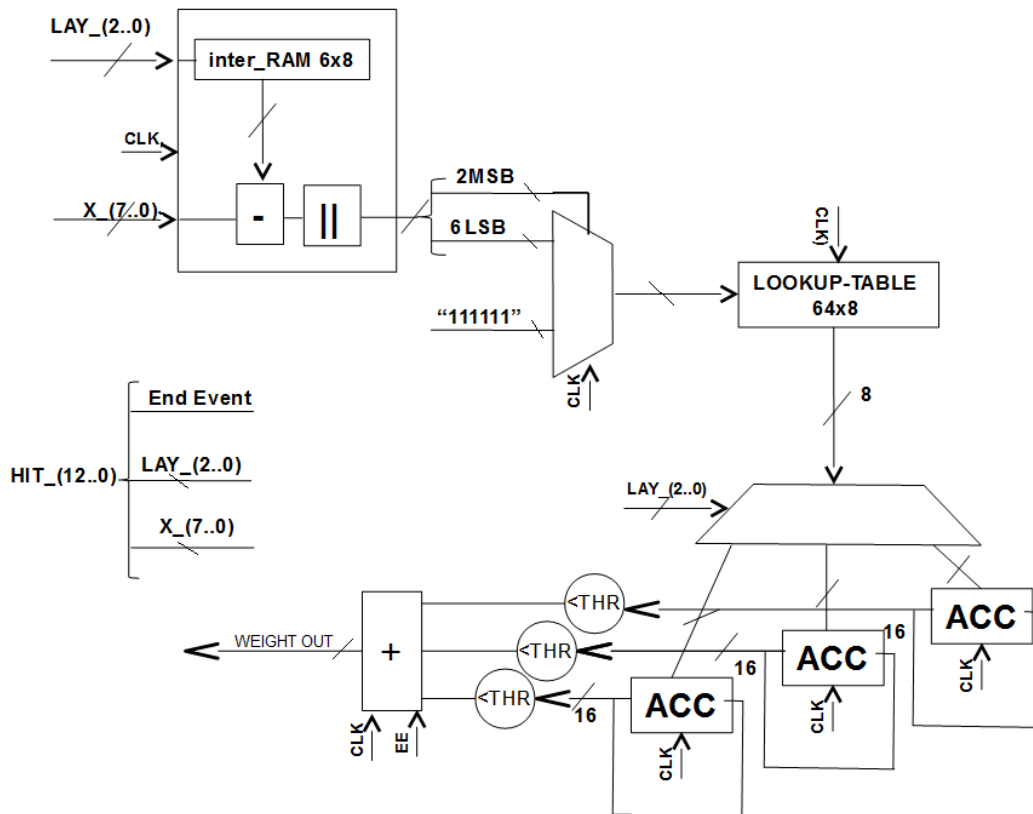 LAY_(2..0)
inter_RAM 6x8
CLK
X_(7..0)
-
||
2MSB
6LSB
“111111”
CLK
CLK)
LOOKUP-TABLE
64x8
8
End Event
HIT_(12..0)
LAY_(2..0)
X_(7..0)
LAY_(2..0)
<THR
ACC
WEIGHT OUT
+
<THR
16
ACC
16
CLK
<THR
16
ACC
CLK
CLK
CLK
EE